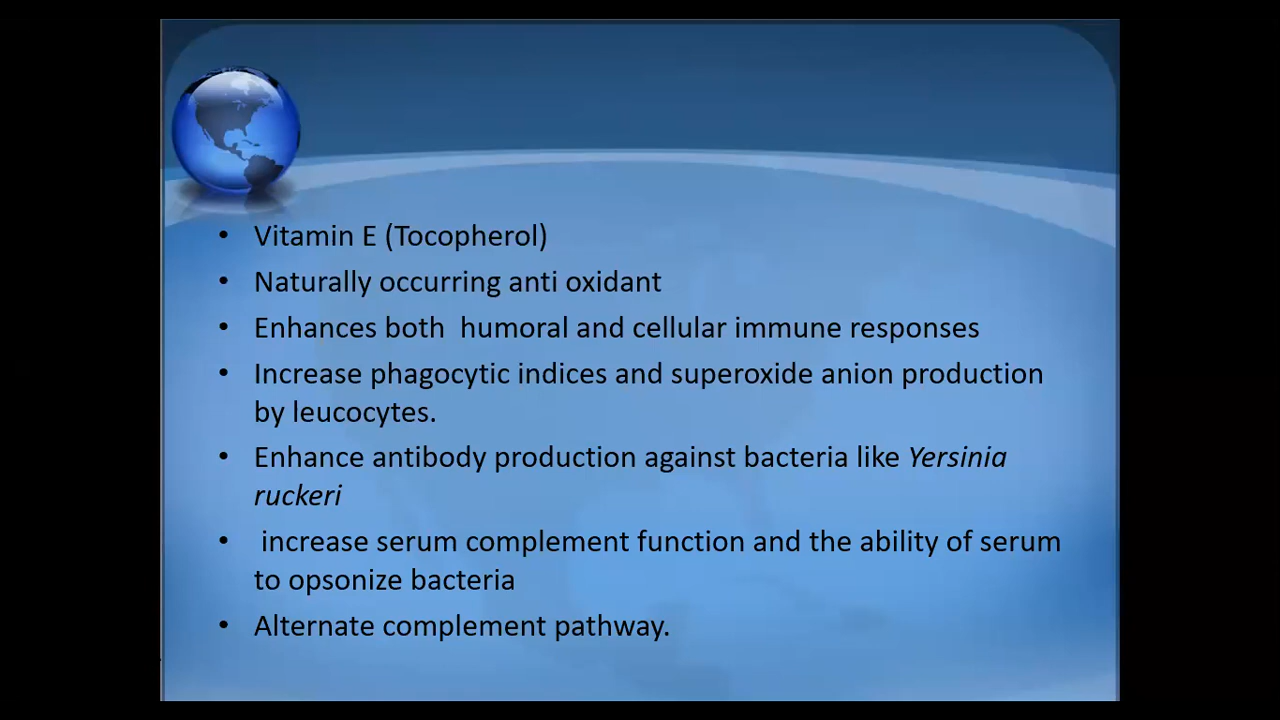 • Vitamin E (Tocopherol)
• Naturally occurring anti oxidant
• Enhances both  humoral and cellular immune responses
• Increase phagocytic indices and superoxide anion production
by leucocytes.
• Enhance antibody production against bacteria like Yersinia
ruckeri
•  increase serum complement function and the ability of serum
to opsonize bacteria
• Alternate complement pathway.